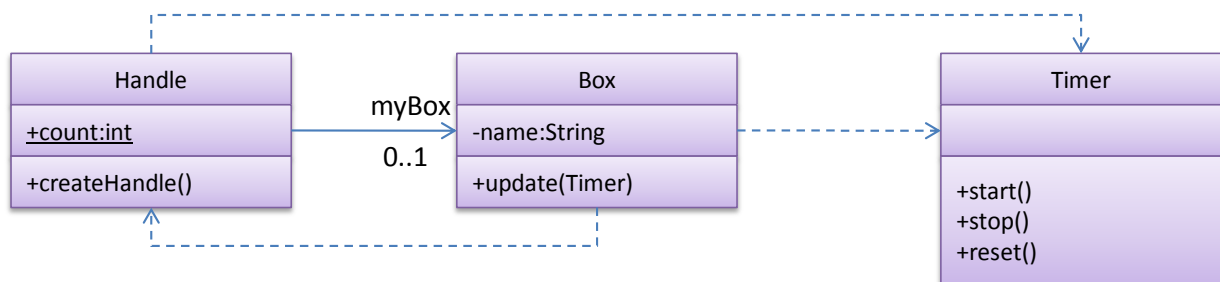 Handle
+count:int
+createHandle()
myBox
0..1
Box
-name:String
+update(Timer)
Timer
+start()
+stop()
+reset()